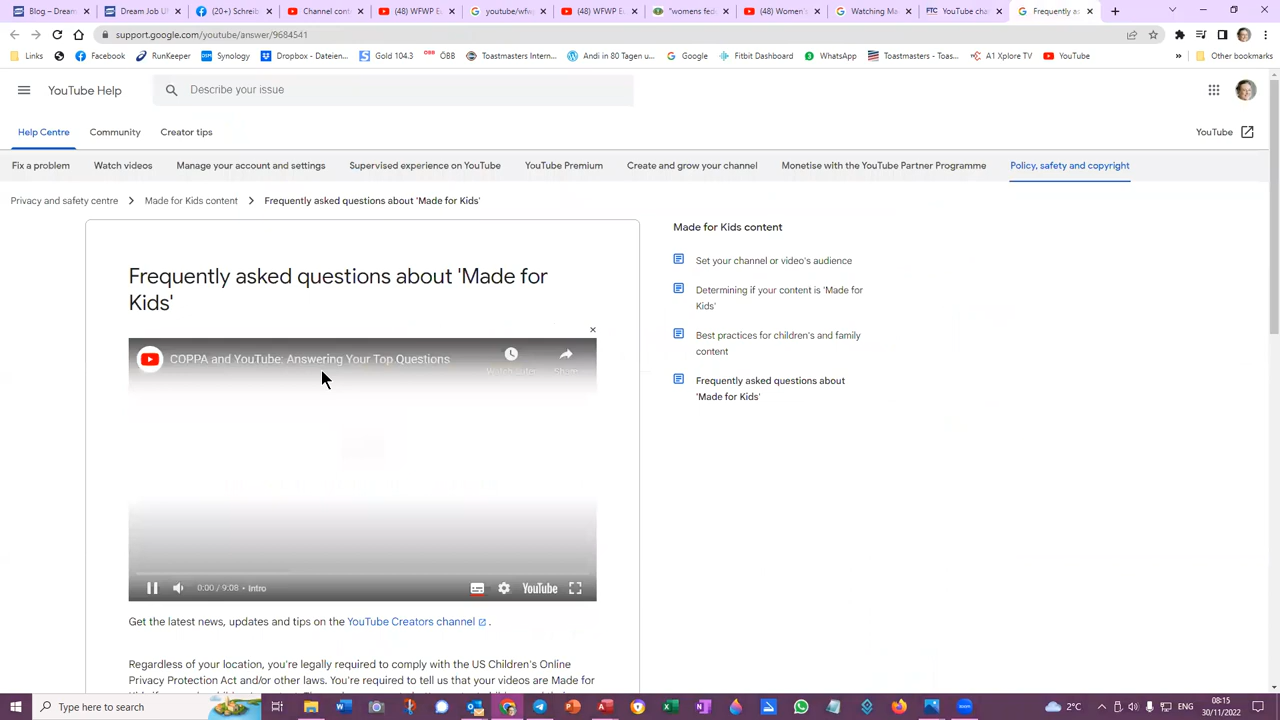 Blog – Dream
Dream Job U
(20+) Schreib
Channel cont
(48) WFWP Eu
youtube/wfw
(48) WFWP Eu
"womens fed
(48) Women's
Watching Ma
FTC YouTube chan
Frequently as
support.google.com/youtube/answer/9684541
Links
Facebook
RunKeeper
Synology
Dropbox - Dateien...
Gold 104.3
ÖBB
Toastmasters Intern...
Andi in 80 Tagen u...
Google
Fitbit Dashboard
WhatsApp
Toastmasters - Toas...
A1 Xplore TV
YouTube
Other bookmarks
YouTube Help
Describe your issue
Help Centre
Community
Creator tips
YouTube
Fix a problem
Watch videos
Manage your account and settings
Supervised experience on YouTube
YouTube Premium
Create and grow your channel
Monetise with the YouTube Partner Programme
Policy, safety and copyright
Privacy and safety centre
Made for Kids content
Frequently asked questions about 'Made for Kids'
Frequently asked questions about 'Made for
Kids'
COPPA and YouTube: Answering Your Top Questions
Watch later
Share
0:00 / 9:08 • Intro
YouTube
Get the latest news, updates and tips on the YouTube Creators channel .
Regardless of your location, you're legally required to comply with the US Children's Online
Privacy Protection Act and/or other laws. You're required to tell us that your videos are Made for
Made for Kids content
Set your channel or video's audience
Determining if your content is 'Made for
Kids'
Best practices for children's and family
content
Frequently asked questions about
'Made for Kids'
Type here to search
2°C
ENG
08:15
30/11/2022